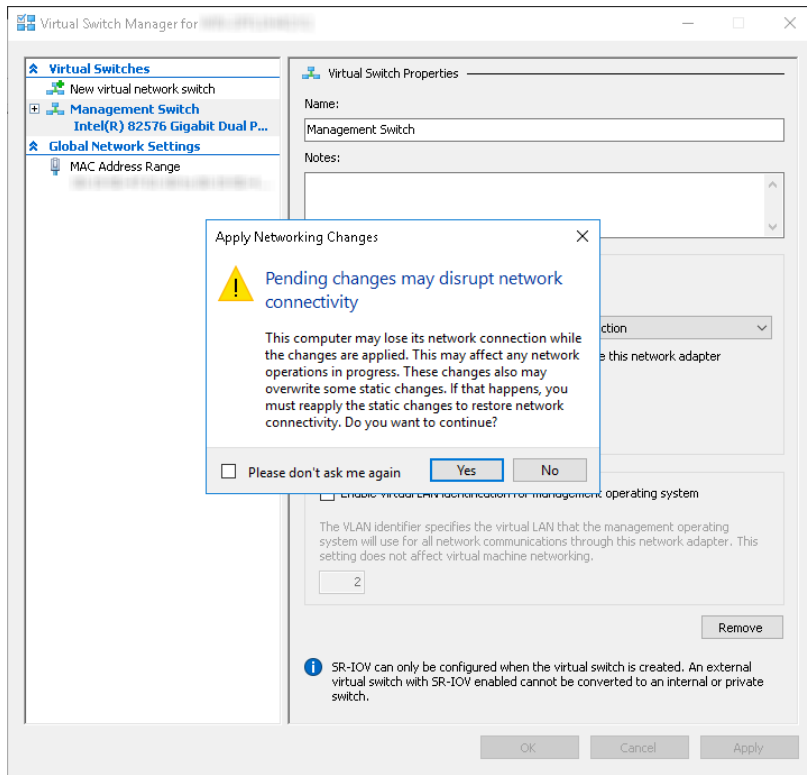 Virtual Switch Manager for
Virtual Switches
New virtual network switch
Management Switch
Intel(R) 82576 Gigabit Dual P...
Global Network Settings
MAC Address Range
Virtual Switch Properties
Name:
Management Switch
Notes:
Apply Networking Changes
Pending changes may disrupt network
connectivity
This computer may lose its network connection while
the changes are applied. This may affect any network
operations in progress. These changes also may
overwrite some static changes. If that happens, you
must reapply the static changes to restore network
connectivity. Do you want to continue?
Please don't ask me again
Yes
No
ction
this network adapter
Enable virtual LAN identification for management operating system
The VLAN identifier specifies the virtual LAN that the management operating
system will use for all network communications through this network adapter. This
setting does not affect virtual machine networking.
2
Remove
SR-IOV can only be configured when the virtual switch is created. An external
virtual switch with SR-IOV enabled cannot be converted to an internal or private
switch.
OK
Cancel
Apply